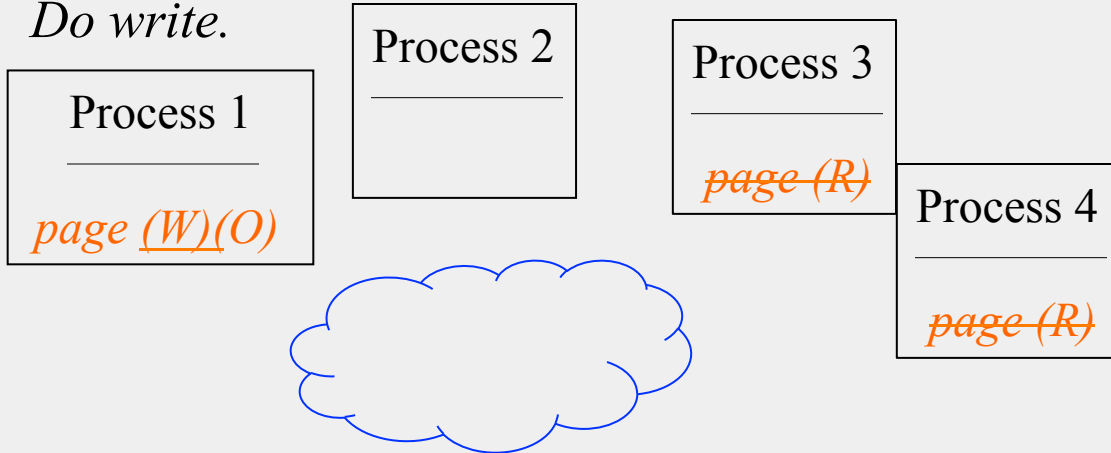 Do write.
Process 1
page (W)(O)
Process 2
Process 3
page (R)
Process 4
page (R)